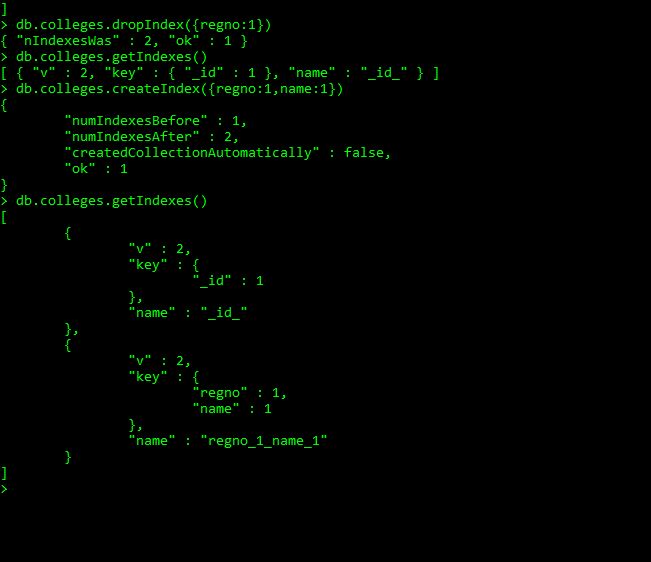 ]
> db.colleges.dropIndex({regno:1})
{ "nIndexesWas" : 2, "ok" : 1 }
> db.colleges.getIndexes()
[ { "v" : 2, "key" : { "_id" : 1 }, "name" : "_id_" } ]
> db.colleges.createIndex({regno:1,name:1})
{
        "numIndexesBefore" : 1,
        "numIndexesAfter" : 2,
        "createdCollectionAutomatically" : false,
        "ok" : 1
}
> db.colleges.getIndexes()
[
        {
                "v" : 2,
                "key" : {
                        "_id" : 1
                },
                "name" : "_id_"
        },
        {
                "v" : 2,
                "key" : {
                        "regno" : 1,
                        "name" : 1
                },
                "name" : "regno_1_name_1"
        }
]
>